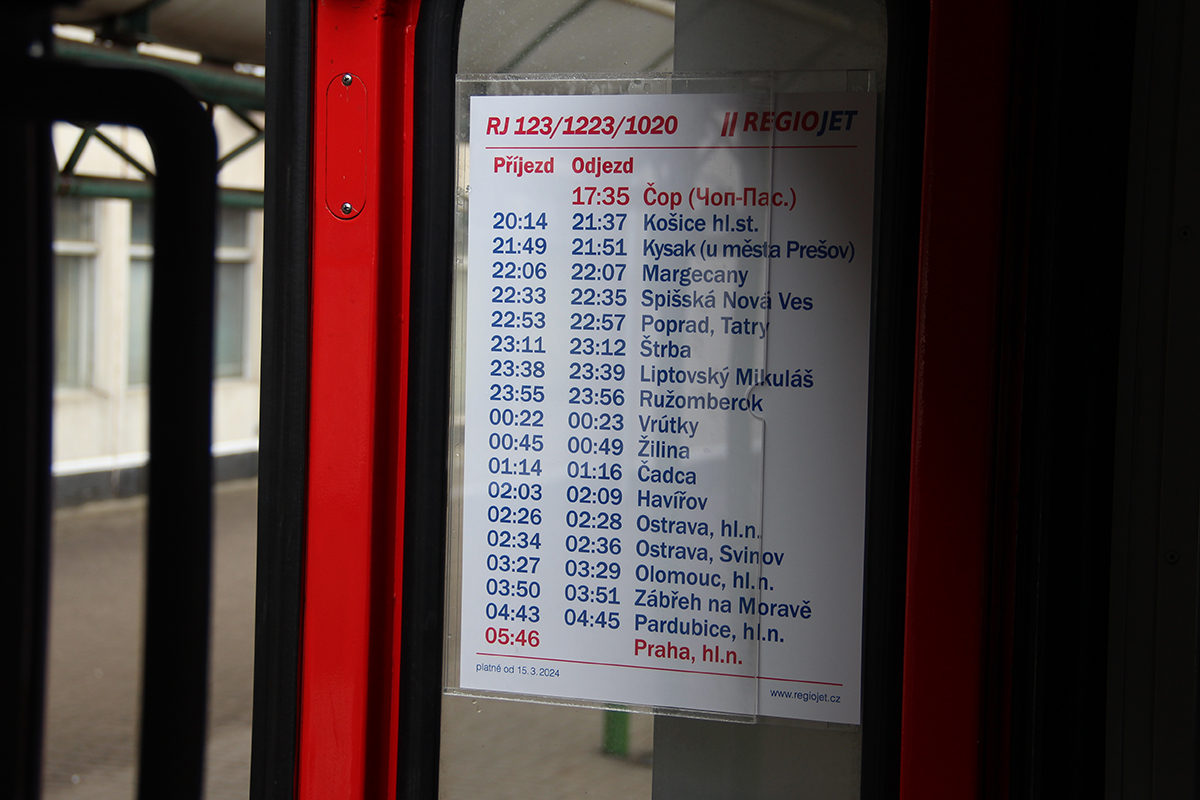 RJ 123/1223/1020 REGIOJET
Příjezd Odjezd
17:35 Čop (Чоп-Пас.)
20:14 21:37 Košice hl.st.
21:49 21:51 Kysak (u města Prešov)
22:06 22:07 Margecany
22:33 22:35 Spišská Nová Ves
22:53 22:57 Poprad, Tatry
23:11 23:12 Štrba
23:38 23:39 Liptovský Mikuláš
23:55 23:56 Ružomberok
00:22 00:23 Vrútky
00:45 00:49 Žilina
01:14 01:16 Čadca
02:03 02:09 Havířov
02:26 02:28 Ostrava, hl.n.
02:34 02:36 Ostrava, Svinov
03:27 03:29 Olomouc, hl.n.
03:50 03:51 Zábřeh na Moravě
04:43 04:45 Pardubice, hl.n.
05:46 Praha, hl.n.
platné od 15.3.2024
www.regiojet.cz